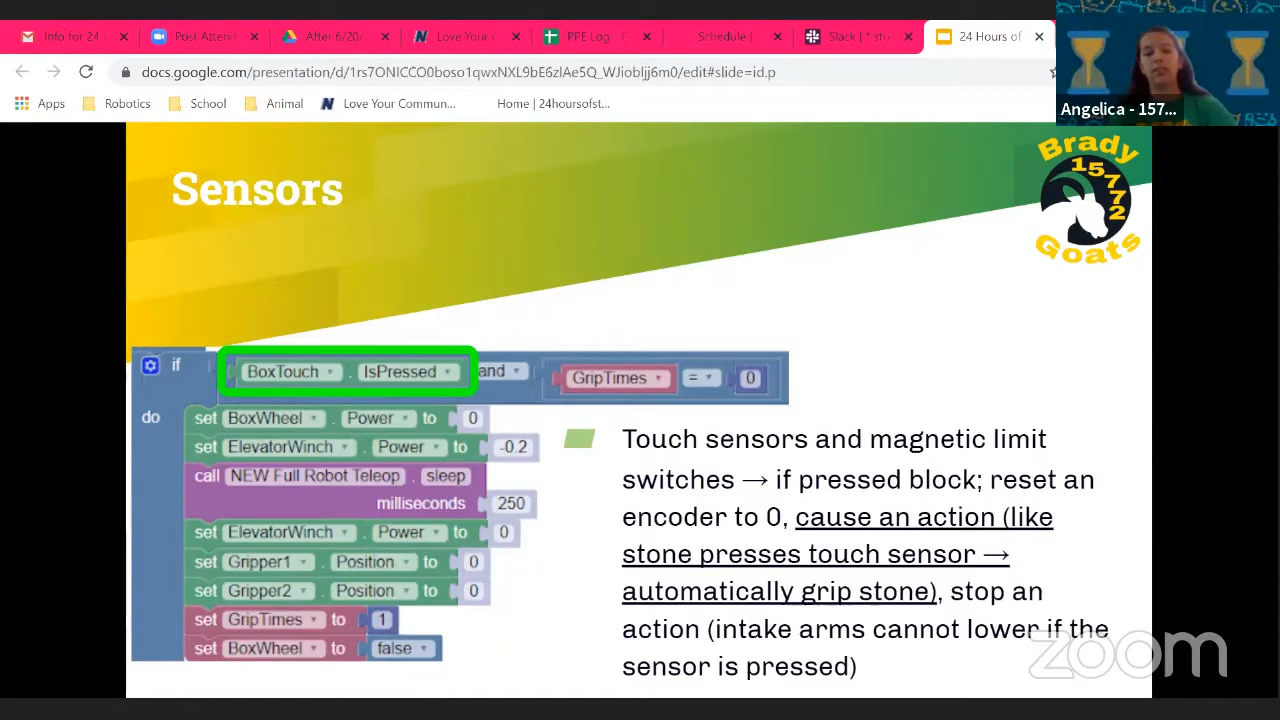 Info for 24
Post Attend
After 6/20/
Love Your C
PPE Log
Schedule |
Slack | * str
24 Hours of
docs.google.com/presentation/d/1rs7ONICCO0boso1qwxNXL9bE6zlAe5Q_WJiobljj6m0/edit#slide=id.p
Apps
Robotics
School
Animal
Love Your Commun...
Home | 24hoursofst...
Angelica - 157...
Sensors
Brady
15772
Goats
if BoxTouch . IsPressed and GripTimes = 0
do set BoxWheel . Power to 0
set ElevatorWinch . Power to -0.2
call NEW Full Robot Teleop . sleep
milliseconds 250
set ElevatorWinch . Power to 0
set Gripper1 . Position to 0
set Gripper2 . Position to 0
set GripTimes to 1
set BoxWheel to false
Touch sensors and magnetic limit
switches → if pressed block; reset an
encoder to 0, cause an action (like
stone presses touch sensor →
automatically grip stone), stop an
action (intake arms cannot lower if the
sensor is pressed)
zoom